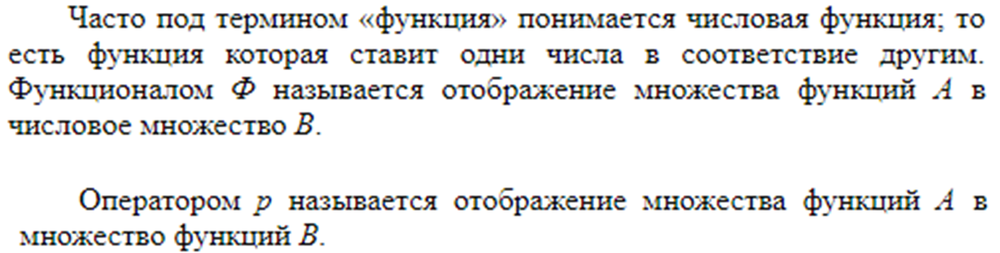 Часто под термином «функция» понимается числовая функция; то
есть функция которая ставит одни числа в соответствие другим.
Функционалом Ф называется отображение множества функций А в
числовое множество В.
Оператором p называется отображение множества функций А в
множество функций В.